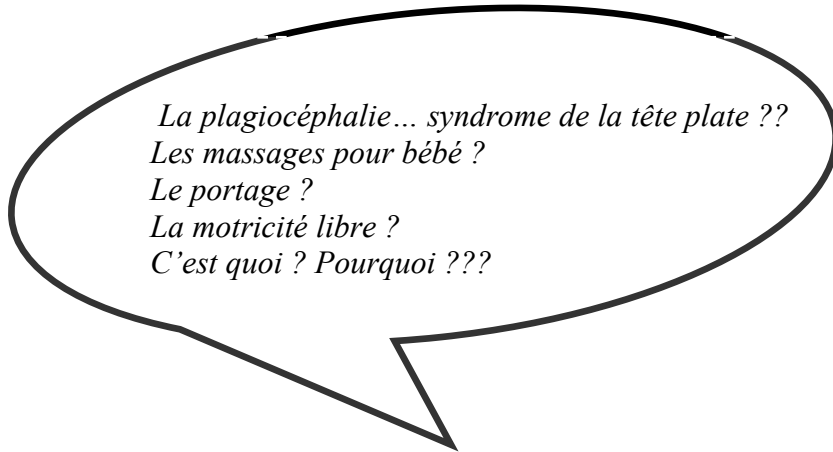 La plagiocéphalie… syndrome de la tête plate ??
Les massages pour bébé ?
Le portage ?
La motricité libre ?
C’est quoi ? Pourquoi ???